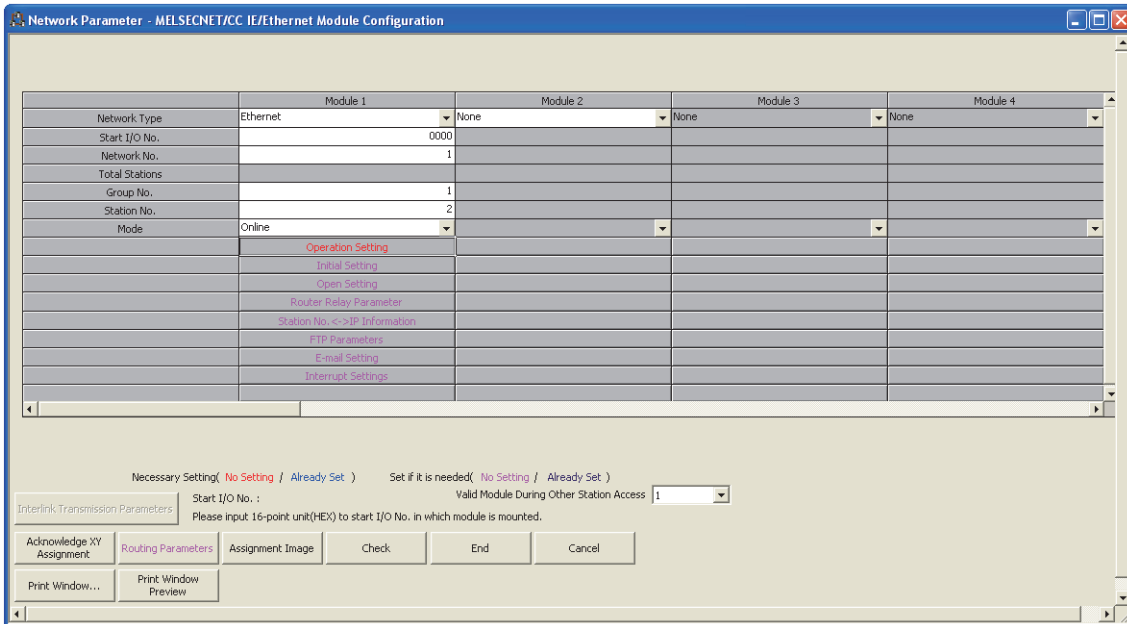 Network Parameter - MELSECNET/CC IE/Ethernet Module Configuration
Module 1 Module 2 Module 3 Module 4
Network Type Ethernet None None None
Start I/O No. 0000
Network No. 1
Total Stations
Group No. 1
Station No. 2
Mode Online
Operation Setting
Initial Setting
Open Setting
Router Relay Parameter
Station No.<->IP Information
FTP Parameters
E-mail Setting
Interrupt Settings
Necessary Setting( No Setting / Already Set ) Set if it is needed( No Setting / Already Set )
Interlink Transmission Parameters
Start I/O No. : Valid Module During Other Station Access 1
Please input 16-point unit(HEX) to start I/O No. in which module is mounted.
Acknowledge XY
Assignment
Routing Parameters Assignment Image Check End Cancel
Print Window...
Print Window
Preview